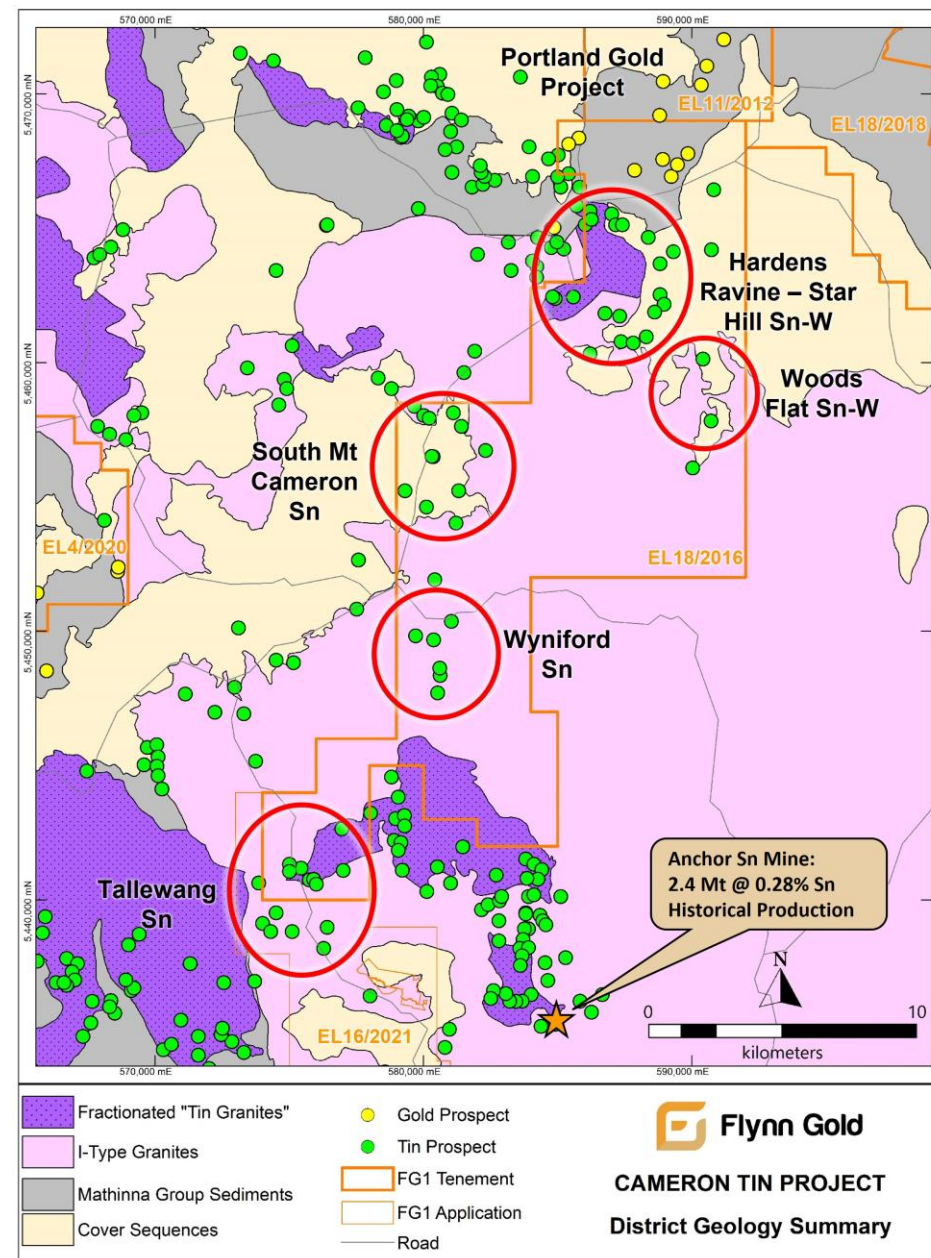 570,000 mE
580,000 mE
590,000 mE
5,470,000 mN
5,460,000 mN
5,450,000 mN
5,440,000 mN
Portland Gold
Project
EL11/2012
EL18/2018
Hardens
Ravine – Star
Hill Sn-W
Woods
Flat Sn-W
South Mt
Cameron
Sn
EL4/2020
EL18/2016
Wyniford
Sn
Tallewang
Sn
Anchor Sn Mine:
2.4 Mt @ 0.28% Sn
Historical Production
N
0 10
kilometers
EL16/2021
570,000 mE
580,000 mE
590,000 mE
Fractionated "Tin Granites"
I-Type Granites
Mathinna Group Sediments
Cover Sequences
Gold Prospect
Tin Prospect
FG1 Tenement
FG1 Application
Road
Flynn Gold
CAMERON TIN PROJECT
District Geology Summary